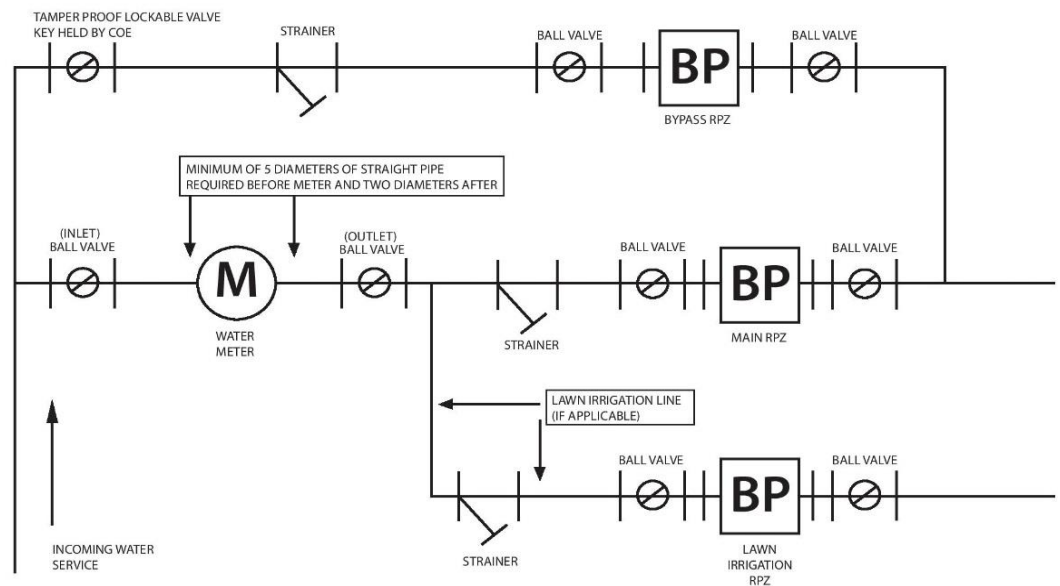 TAMPER PROOF LOCKABLE VALVE
KEY HELD BY COE
STRAINER
BALL VALVE
BP
BALL VALVE
BYPASS RPZ
MINIMUM OF 5 DIAMETERS OF STRAIGHT PIPE
REQUIRED BEFORE METER AND TWO DIAMETERS AFTER
(INLET)
BALL VALVE
M
WATER
METER
(OUTLET)
BALL VALVE
STRAINER
BALL VALVE
BP
BALL VALVE
MAIN RPZ
LAWN IRRIGATION LINE
(IF APPLICABLE)
STRAINER
BALL VALVE
BP
BALL VALVE
LAWN
IRRIGATION
RPZ
INCOMING WATER
SERVICE